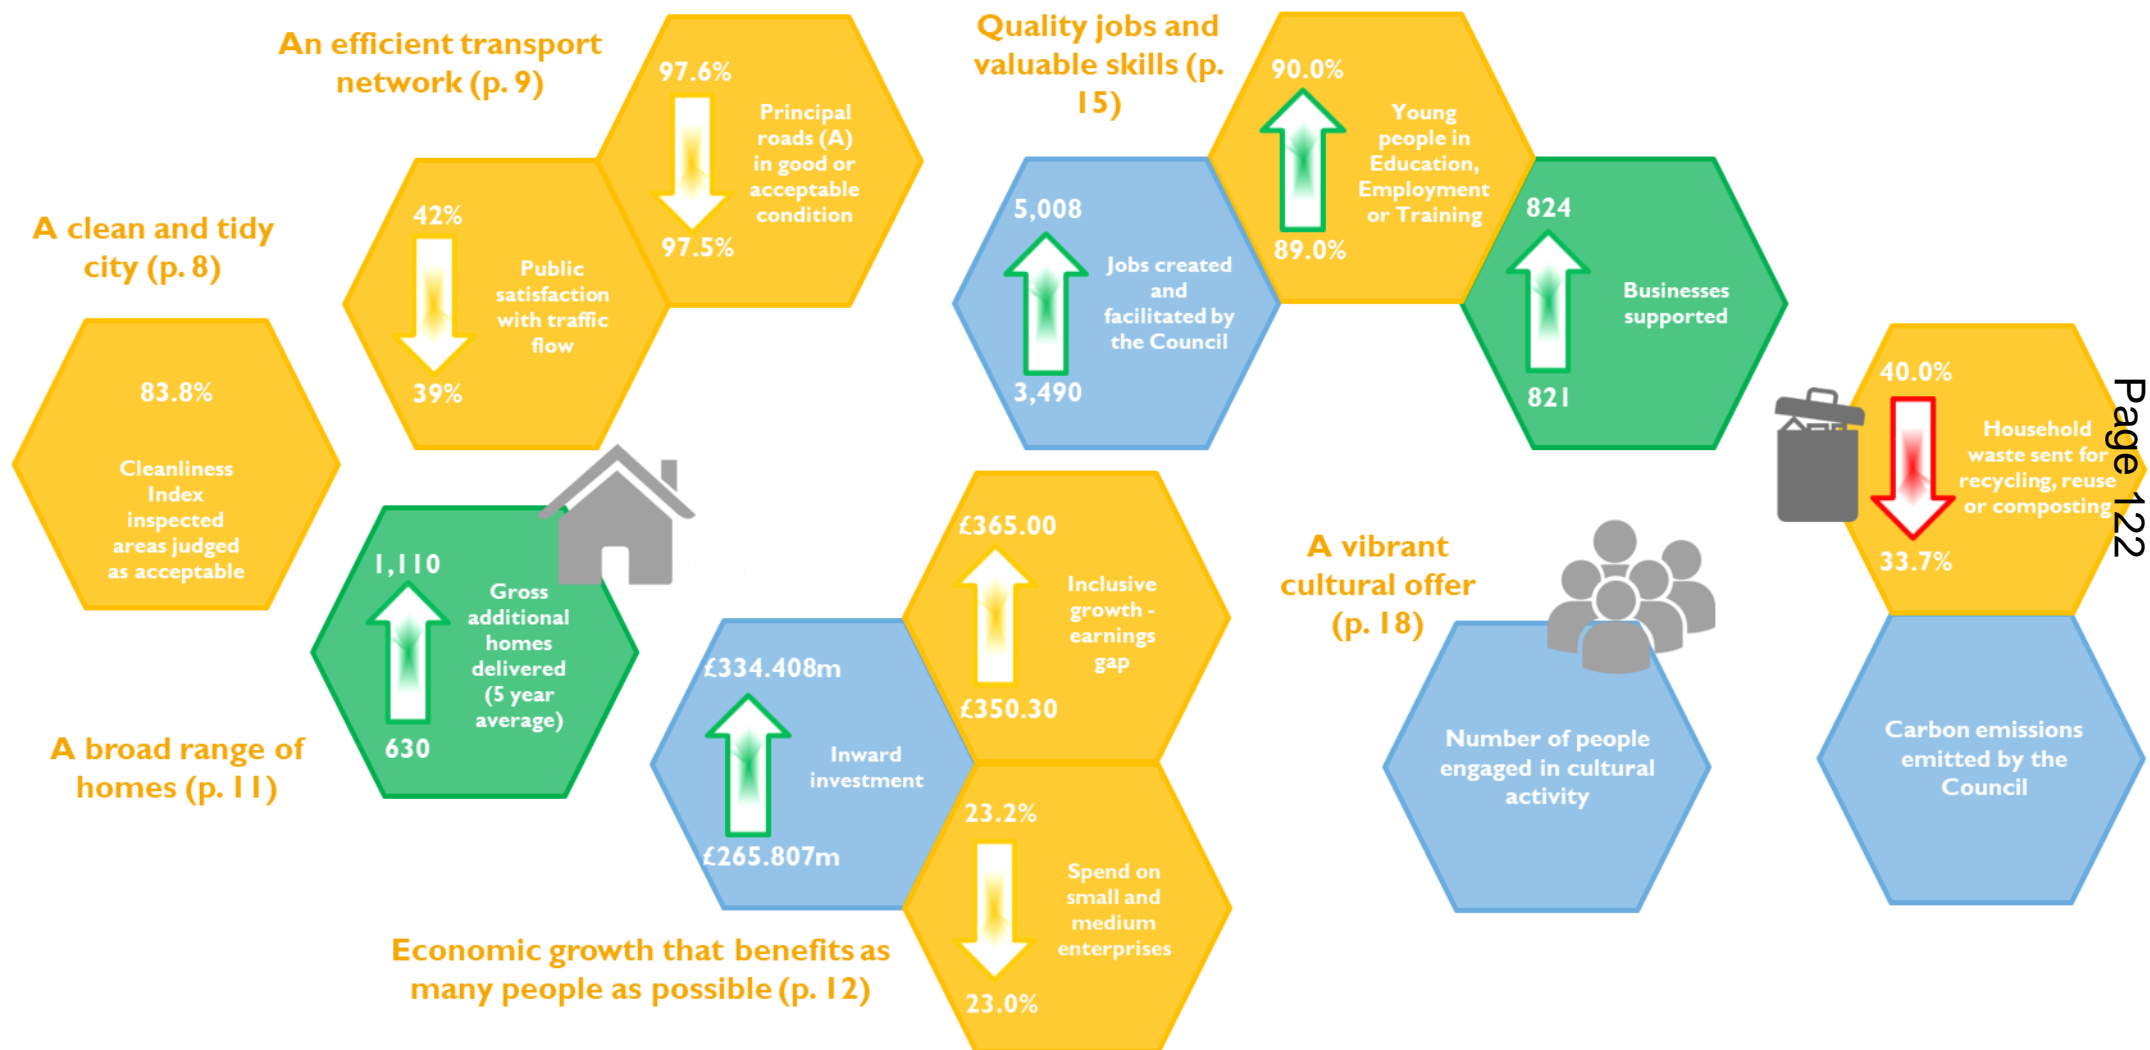 An efficient transport
network (p. 9)
97.6%
Principal
roads (A)
in good or
acceptable
condition
97.5%
42%
Public
satisfaction
with traffic
flow
39%
A clean and tidy
city (p. 8)
83.8%
Cleanliness
Index
inspected
areas judged
as acceptable
1,110
Gross
additional
homes
delivered
(5 year
average)
630
A broad range of
homes (p. 11)
Quality jobs and
valuable skills (p.
15)
90.0%
Young
people in
Education,
Employment
or Training
89.0%
5,008
Jobs created
and
facilitated by
the Council
3,490
824
Businesses
supported
821
£365.00
Inclusive
growth -
earnings
gap
£350.30
£334.408m
Inward
investment
£265.807m
23.2%
Spend on
small and
medium
enterprises
23.0%
Economic growth that benefits as
many people as possible (p. 12)
A vibrant
cultural offer
(p. 18)
Number of people
engaged in cultural
activity
40.0%
Household
waste sent for
recycling, reuse
or composting
33.7%
Carbon emissions
emitted by the
Council
Page 122